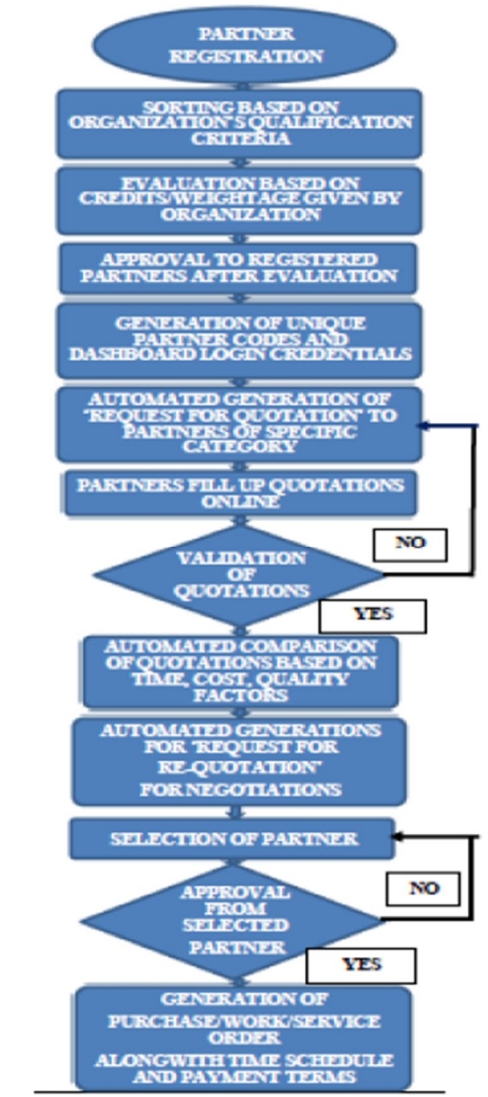 PARTNER
REGISTRATION
SORTING BASED ON
ORGANIZATION'S QUALIFICATION
CRITERIA
EVALUATION BASED ON
CREDITS/WEIGHTAGE GIVEN BY
ORGANIZATION
APPROVAL TO REGISTERED
PARTNERS AFTER EVALUATION
GENERATION OF UNIQUE
PARTNER CODES AND
DASHBOARD LOGIN CREDENTIALS
AUTOMATED GENERATION OF
'REQUEST FOR QUOTATION' TO
PARTNERS OF SPECIFIC
CATEGORY
PARTNERS FILL UP QUOTATIONS
ONLINE
NO
VALIDATION
OF
QUOTATIONS
YES
AUTOMATED COMPARISON
OF QUOTATIONS BASED ON
TIME, COST, QUALITY
FACTORS
AUTOMATED GENERATIONS
FOR 'REQUEST FOR
RE-QUOTATION'
FOR NEGOTIATIONS
SELECTION OF PARTNER
NO
APPROVAL
FROM
SELECTED
PARTNER
YES
GENERATION OF
PURCHASE/WORK/SERVICE
ORDER
ALONGWITH TIME SCHEDULE
AND PAYMENT TERMS